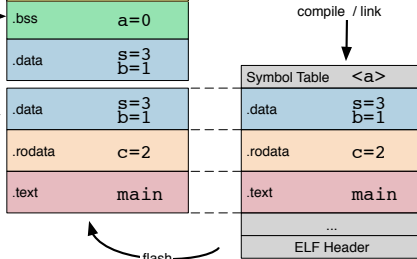 compile / link
.bss a=0
.data s=3
b=1
Symbol Table <a>
.data s=3
b=1
.data s=3
b=1
.rodata c=2
.rodata c=2
.text main
.text main
...
flash
ELF Header